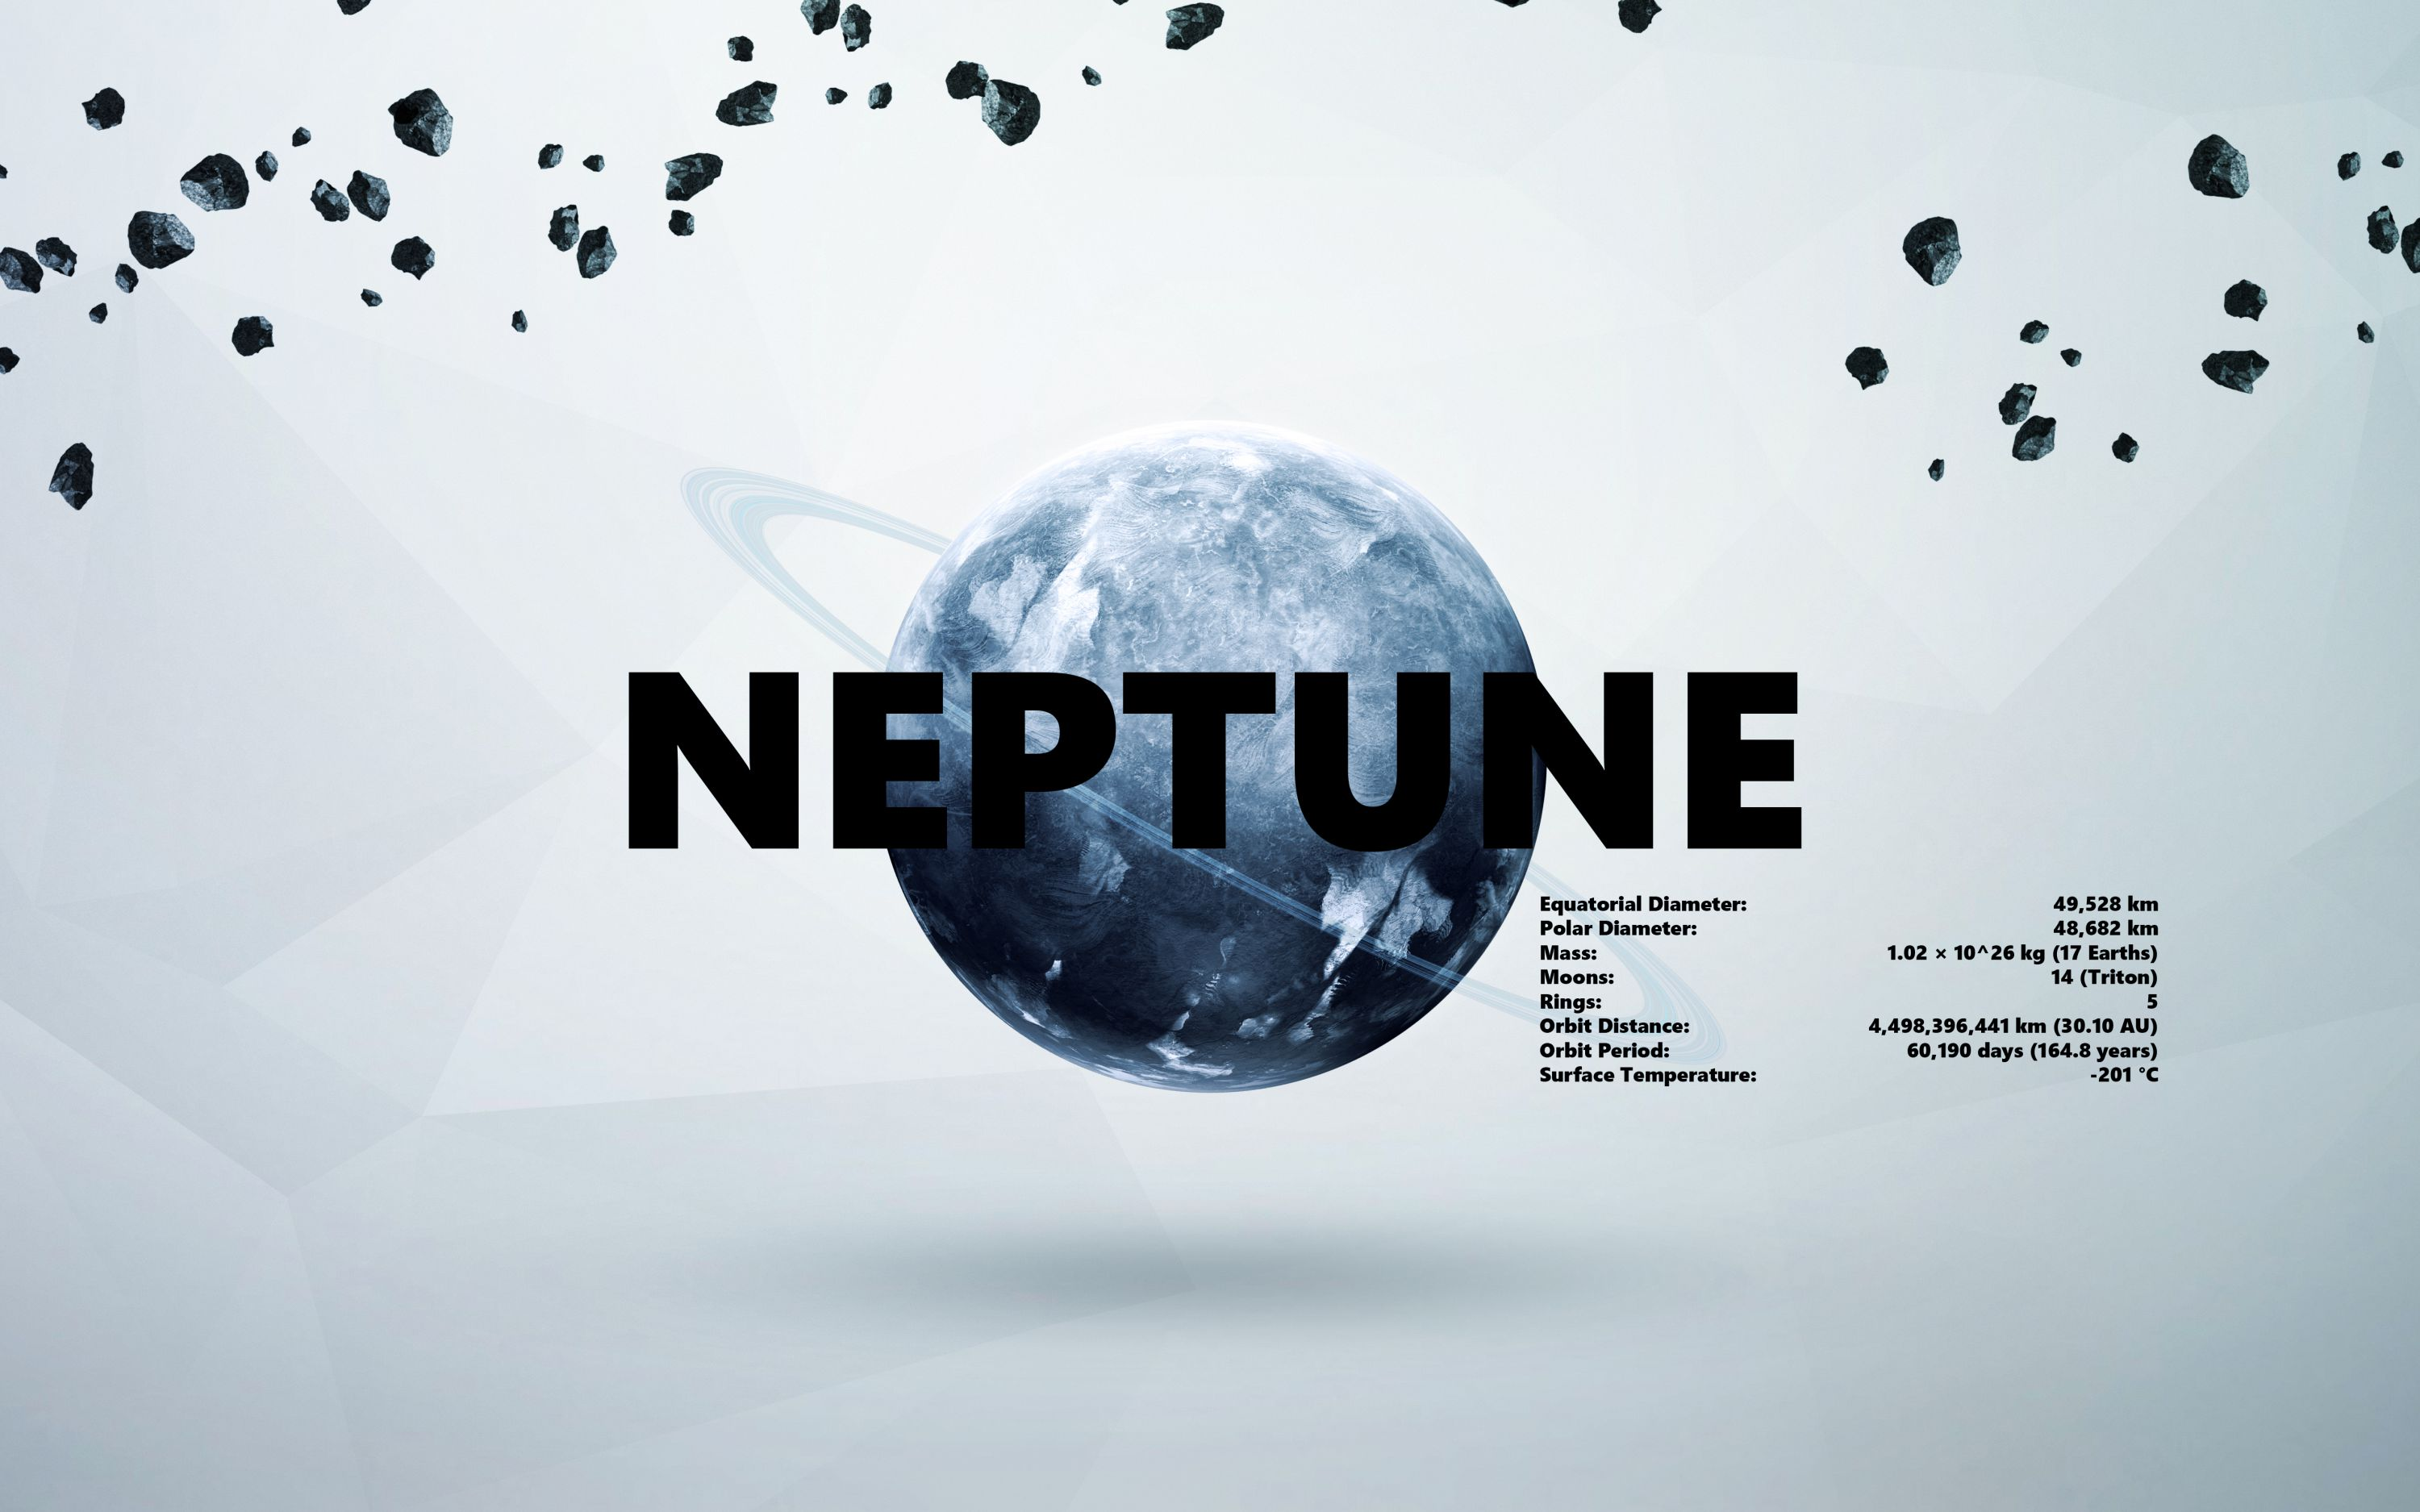 NEPTUNE
Equatorial Diameter: 49,528 km
Polar Diameter: 48,682 km
Mass: 1.02 × 10^26 kg (17 Earths)
Moons: 14 (Triton)
Rings: 5
Orbit Distance: 4,498,396,441 km (30.10 AU)
Orbit Period: 60,190 days (164.8 years)
Surface Temperature: -201 °C